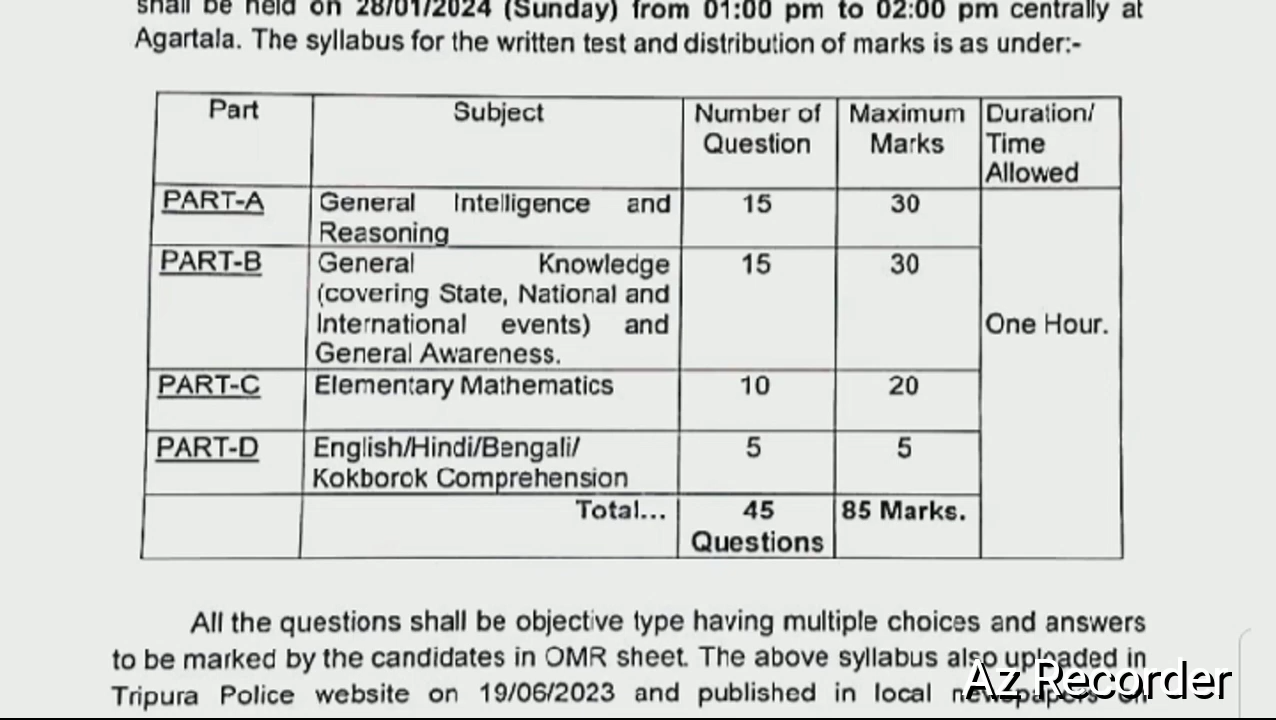 shall be held on 28/01/2024 (Sunday) from 01:00 pm to 02:00 pm centrally at
Agartala. The syllabus for the written test and distribution of marks is as under:-
Part Subject Number of Question Maximum Marks Duration/ Time Allowed
PART-A General Intelligence and Reasoning 15 30
PART-B General Knowledge (covering State, National and International events) and General Awareness. 15 30 One Hour.
PART-C Elementary Mathematics 10 20
PART-D English/Hindi/Bengali/ Kokborok Comprehension 5 5
Total... 45 Questions 85 Marks.
All the questions shall be objective type having multiple choices and answers
to be marked by the candidates in OMR sheet. The above syllabus also uploaded in
Tripura Police website on 19/06/2023 and published in local newspapers on
Az Recorder